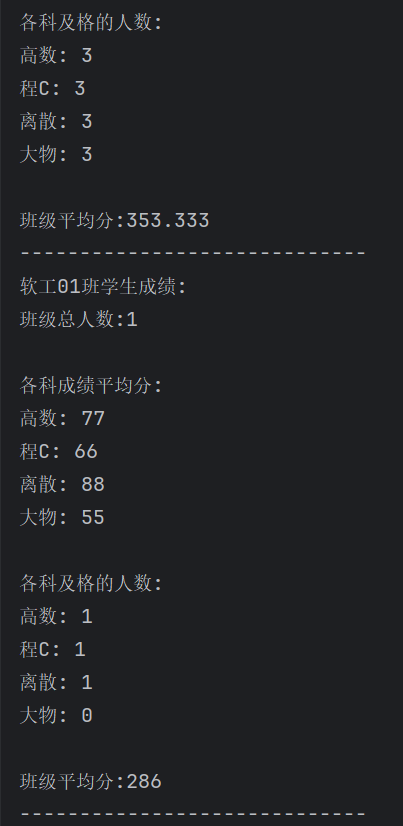 各科及格的人数:
高数: 3
程C: 3
离散: 3
大物: 3
班级平均分:353.333
-----------------------------
软工01班学生成绩:
班级总人数:1
各科成绩平均分:
高数: 77
程C: 66
离散: 88
大物: 55
各科及格的人数:
高数: 1
程C: 1
离散: 1
大物: 0
班级平均分:286
-----------------------------